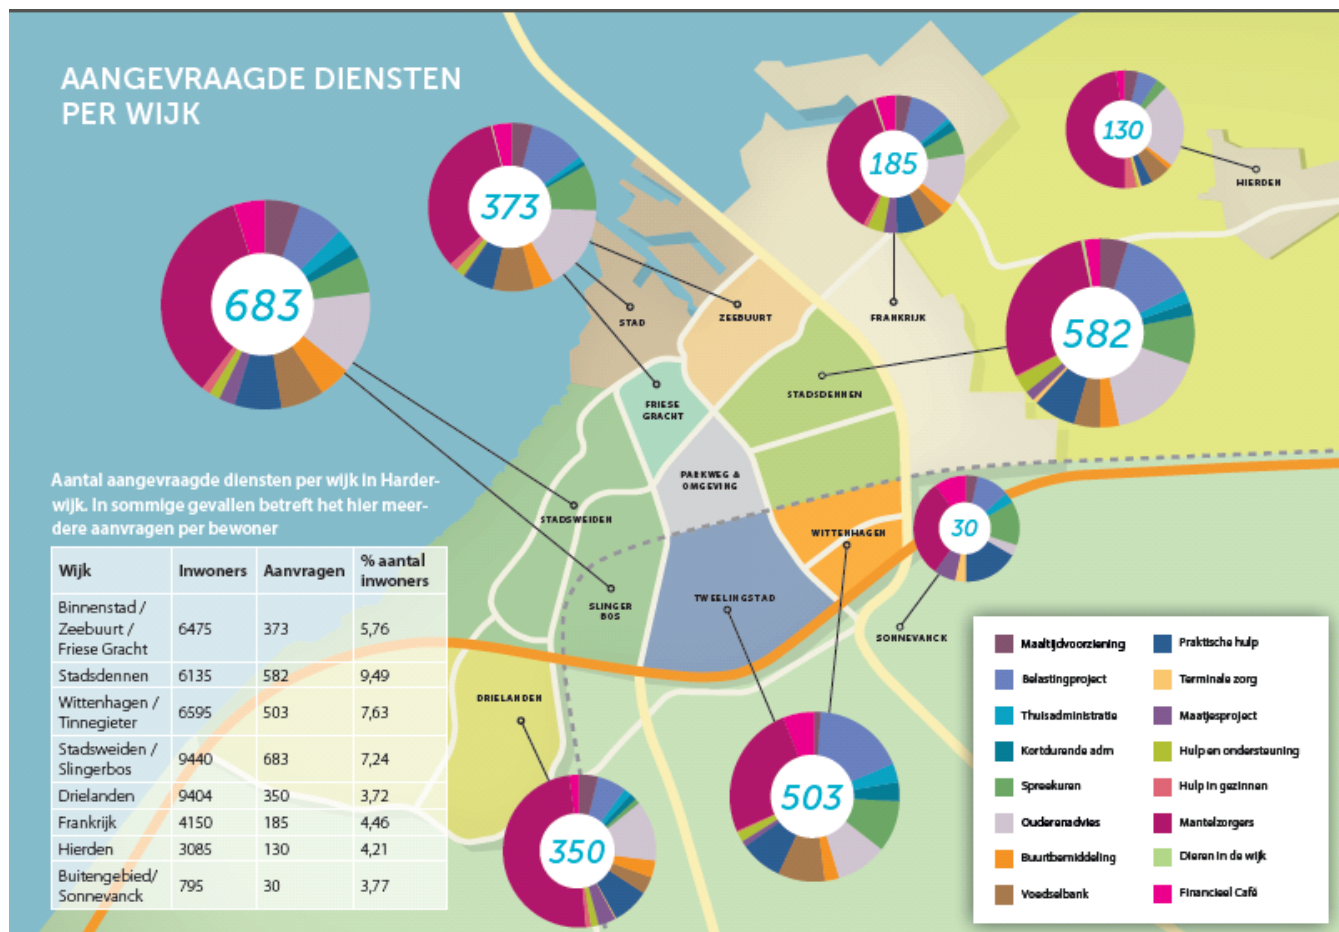 AANGEVRAAGDE DIENSTEN
PER WIJK
683
373
185
130
582
30
503
350
HIERDEN
STAD
ZEEBUURT
FRANKRIJK
FRIESE
GRACHT
STADSDENNEN
PARKWEG &
OMGEVING
STADSWEIDEN
WITTENHAGEN
SLINGER
BOS
TWEELINGSTAD
SONNEVANCK
DRIELANDEN
Aantal aangevraagde diensten per wijk in Harder-
wijk. In sommige gevallen betreft het hier meer-
dere aanvragen per bewoner
Wijk Inwoners Aanvragen % aantal
inwoners
Binnenstad /
Zeebuurt / 6475 373 5,76
Friese Gracht
Stadsdennen 6135 582 9,49
Wittenhagen / 6595 503 7,63
Tinnegieter
Stadsweiden / 9440 683 7,24
Slingerbos
Drielanden 9404 350 3,72
Frankrijk 4150 185 4,46
Hierden 3085 130 4,21
Buitengebied/ 795 30 3,77
Sonnevanck
Maaltijdvoorziening
Belastingproject
Thuisadministratie
Kortdurende adm
Spreekuren
Ouderenadvies
Buurtbemiddeling
Voedselbank
Praktische hulp
Terminale zorg
Maatjesproject
Hulp en ondersteuning
Hulp in gezinnen
Mantelzorgers
Dieren in de wijk
Financieel Café